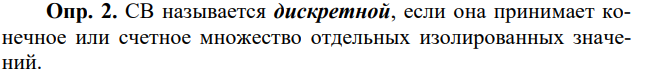 Опр. 2. СВ называется дискретной, если она принимает ко-
нечное или счетное множество отдельных изолированных значе-
ний.